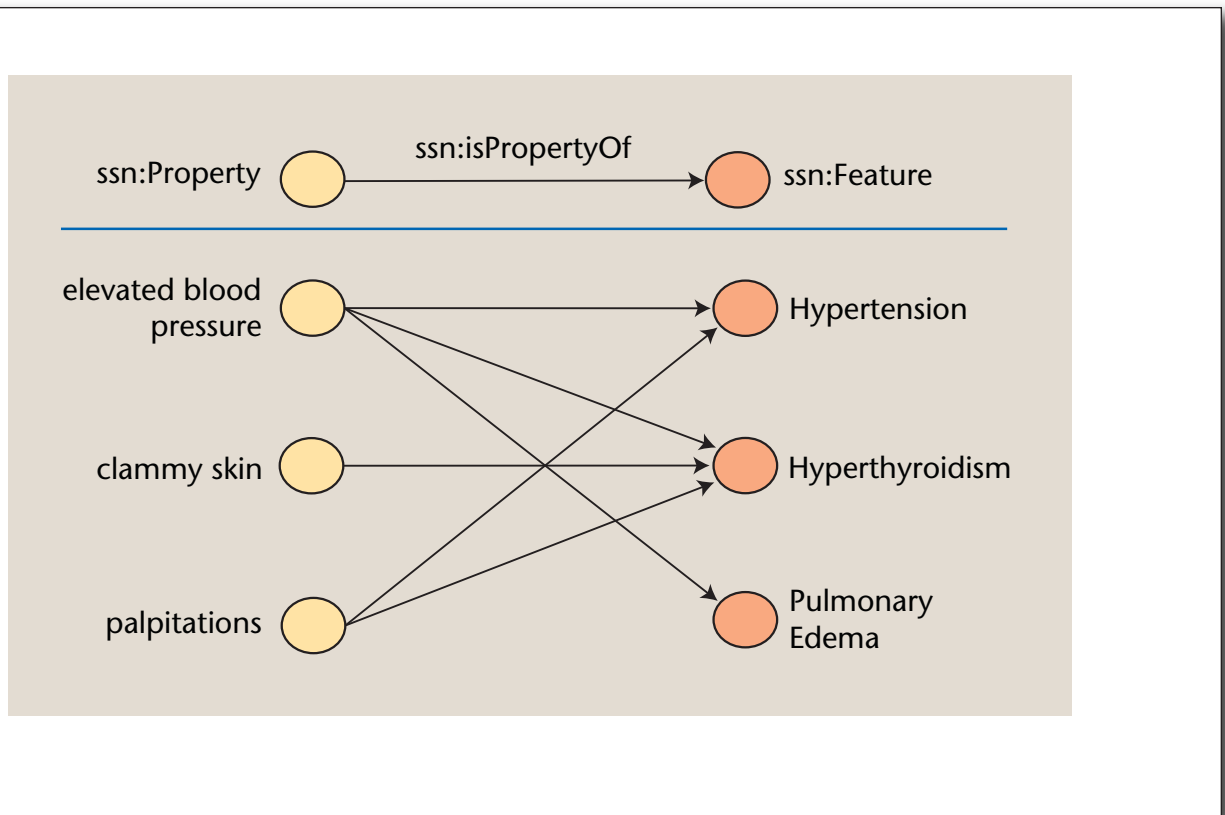 ssn:Property
ssn:isPropertyOf
ssn:Feature
elevated blood
pressure
Hypertension
clammy skin
Hyperthyroidism
palpitations
Pulmonary
Edema